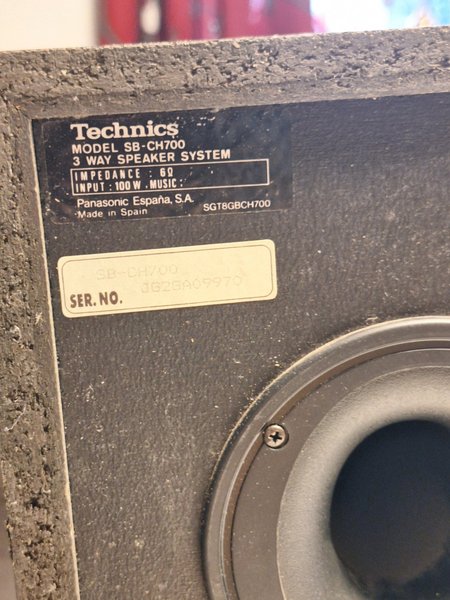 Technics
MODEL SB-CH700
3 WAY SPEAKER SYSTEM
IMPEDANCE : 6Ω
INPUT : 100W MUSIC :
Panasonic España, S.A.
Made in Spain
SGT8GBCH700
SB-CH700
SER. NO. JG2SA09970